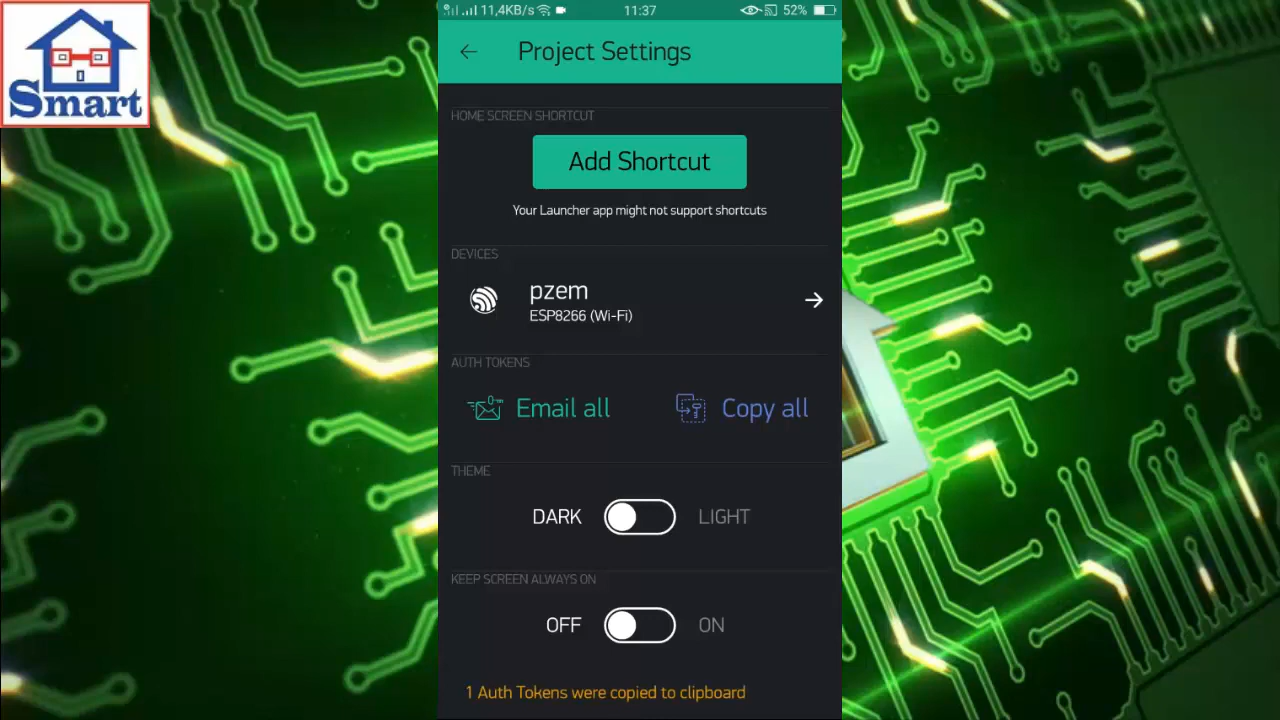 Smart
11,4KB/s
11:37
52%
Project Settings
HOME SCREEN SHORTCUT
Add Shortcut
Your Launcher app might not support shortcuts
DEVICES
pzem
ESP8266 (Wi-Fi)
AUTH TOKENS
Email all
Copy all
THEME
DARK
LIGHT
KEEP SCREEN ALWAYS ON
OFF
ON
1 Auth Tokens were copied to clipboard